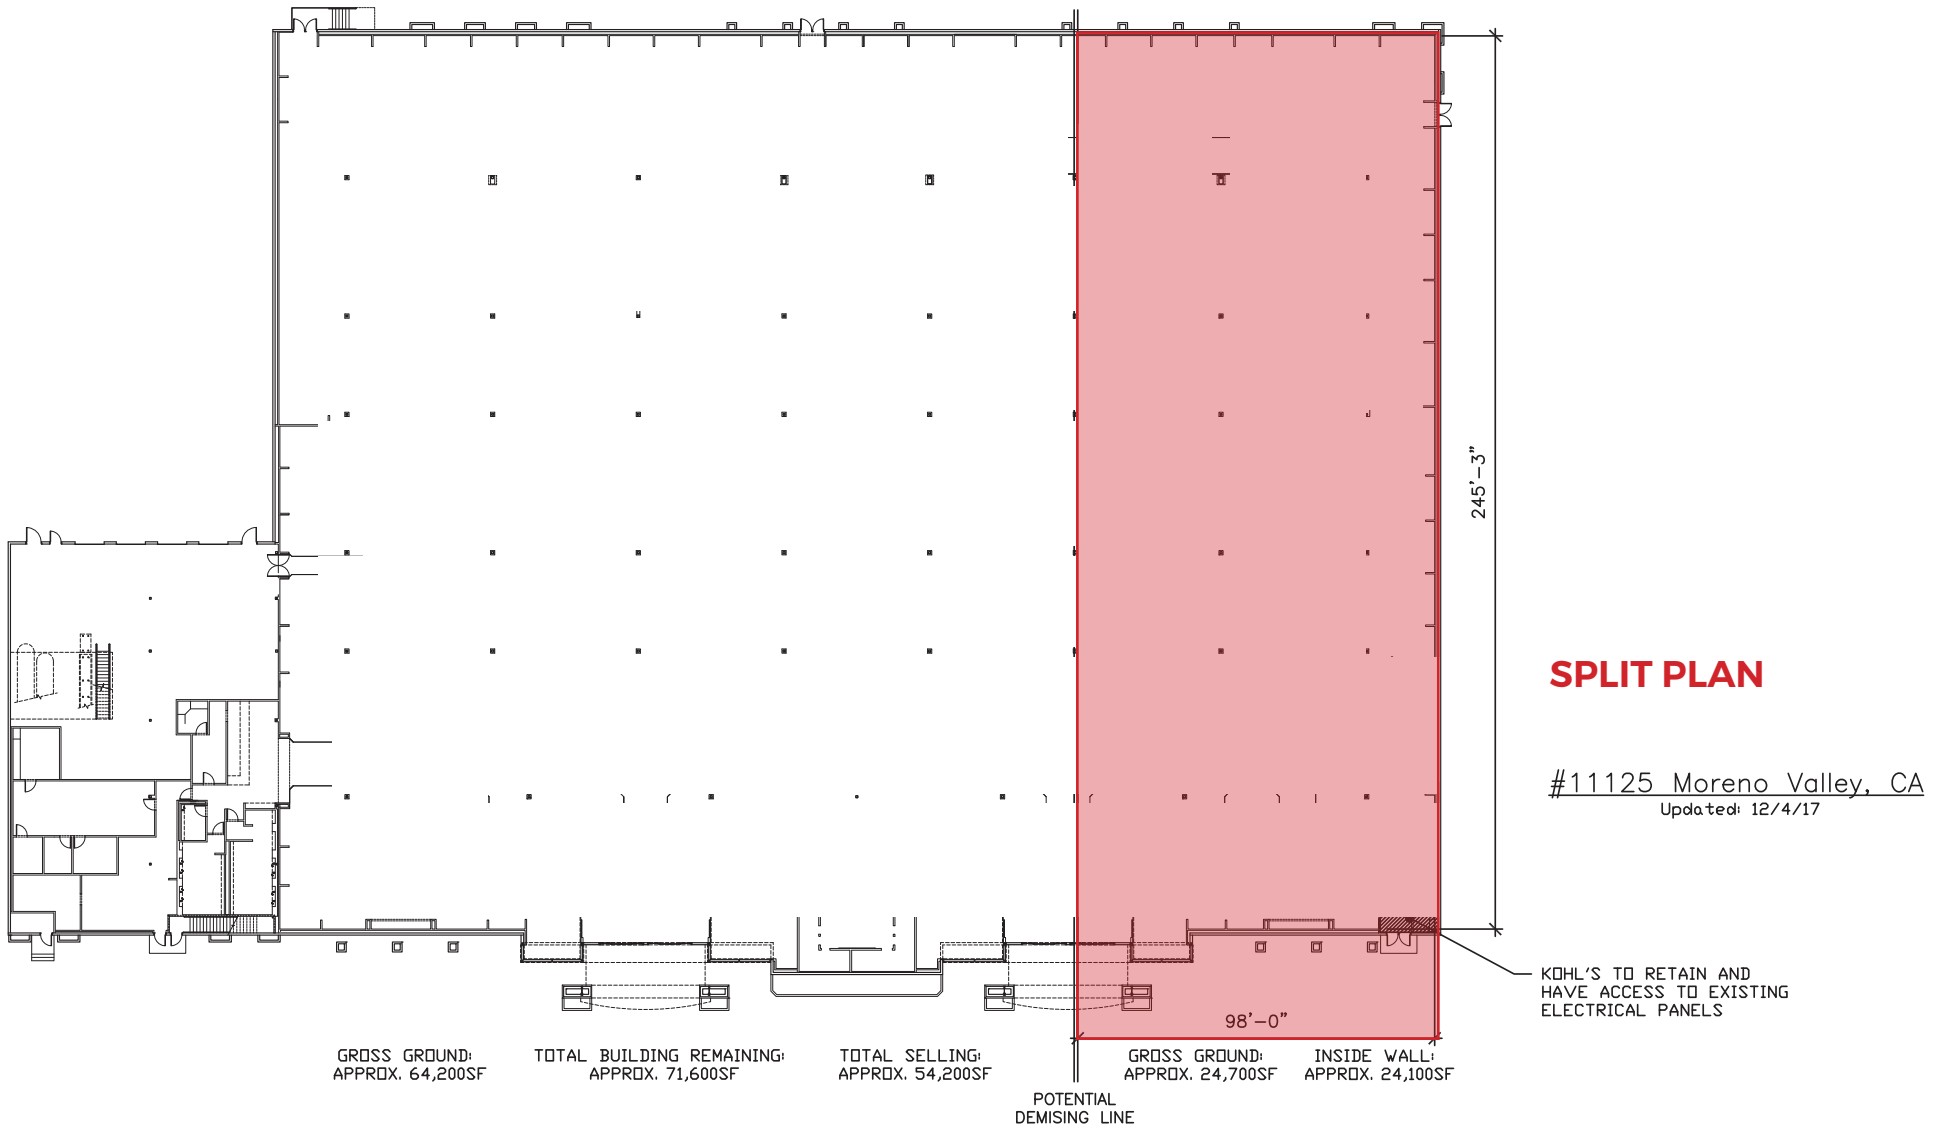 245'-3"
SPLIT PLAN
#11125 Moreno Valley, CA
Updated: 12/4/17
KOHL'S TO RETAIN AND
HAVE ACCESS TO EXISTING
ELECTRICAL PANELS
98'-0"
GROSS GROUND:
APPROX. 64,200SF
TOTAL BUILDING REMAINING:
APPROX. 71,600SF
TOTAL SELLING:
APPROX. 54,200SF
GROSS GROUND:
APPROX. 24,700SF
INSIDE WALL:
APPROX. 24,100SF
POTENTIAL
DEMISING LINE